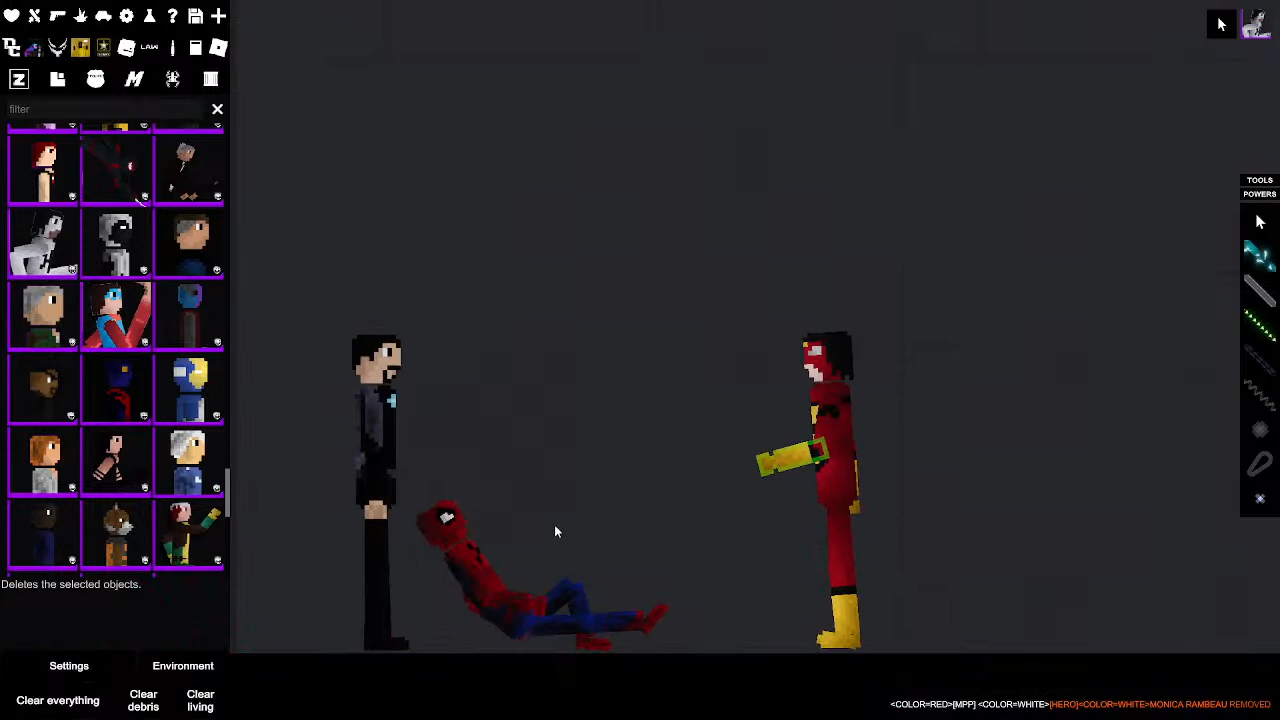 LAW
Z
M
filter
TOOLS
POWERS
Deletes the selected objects.
Settings
Environment
Clear everything
Clear debris
Clear living
<COLOR=RED>[MPP] <COLOR=WHITE>[HERO]<COLOR=WHITE>MONICA RAMBEAU REMOVED